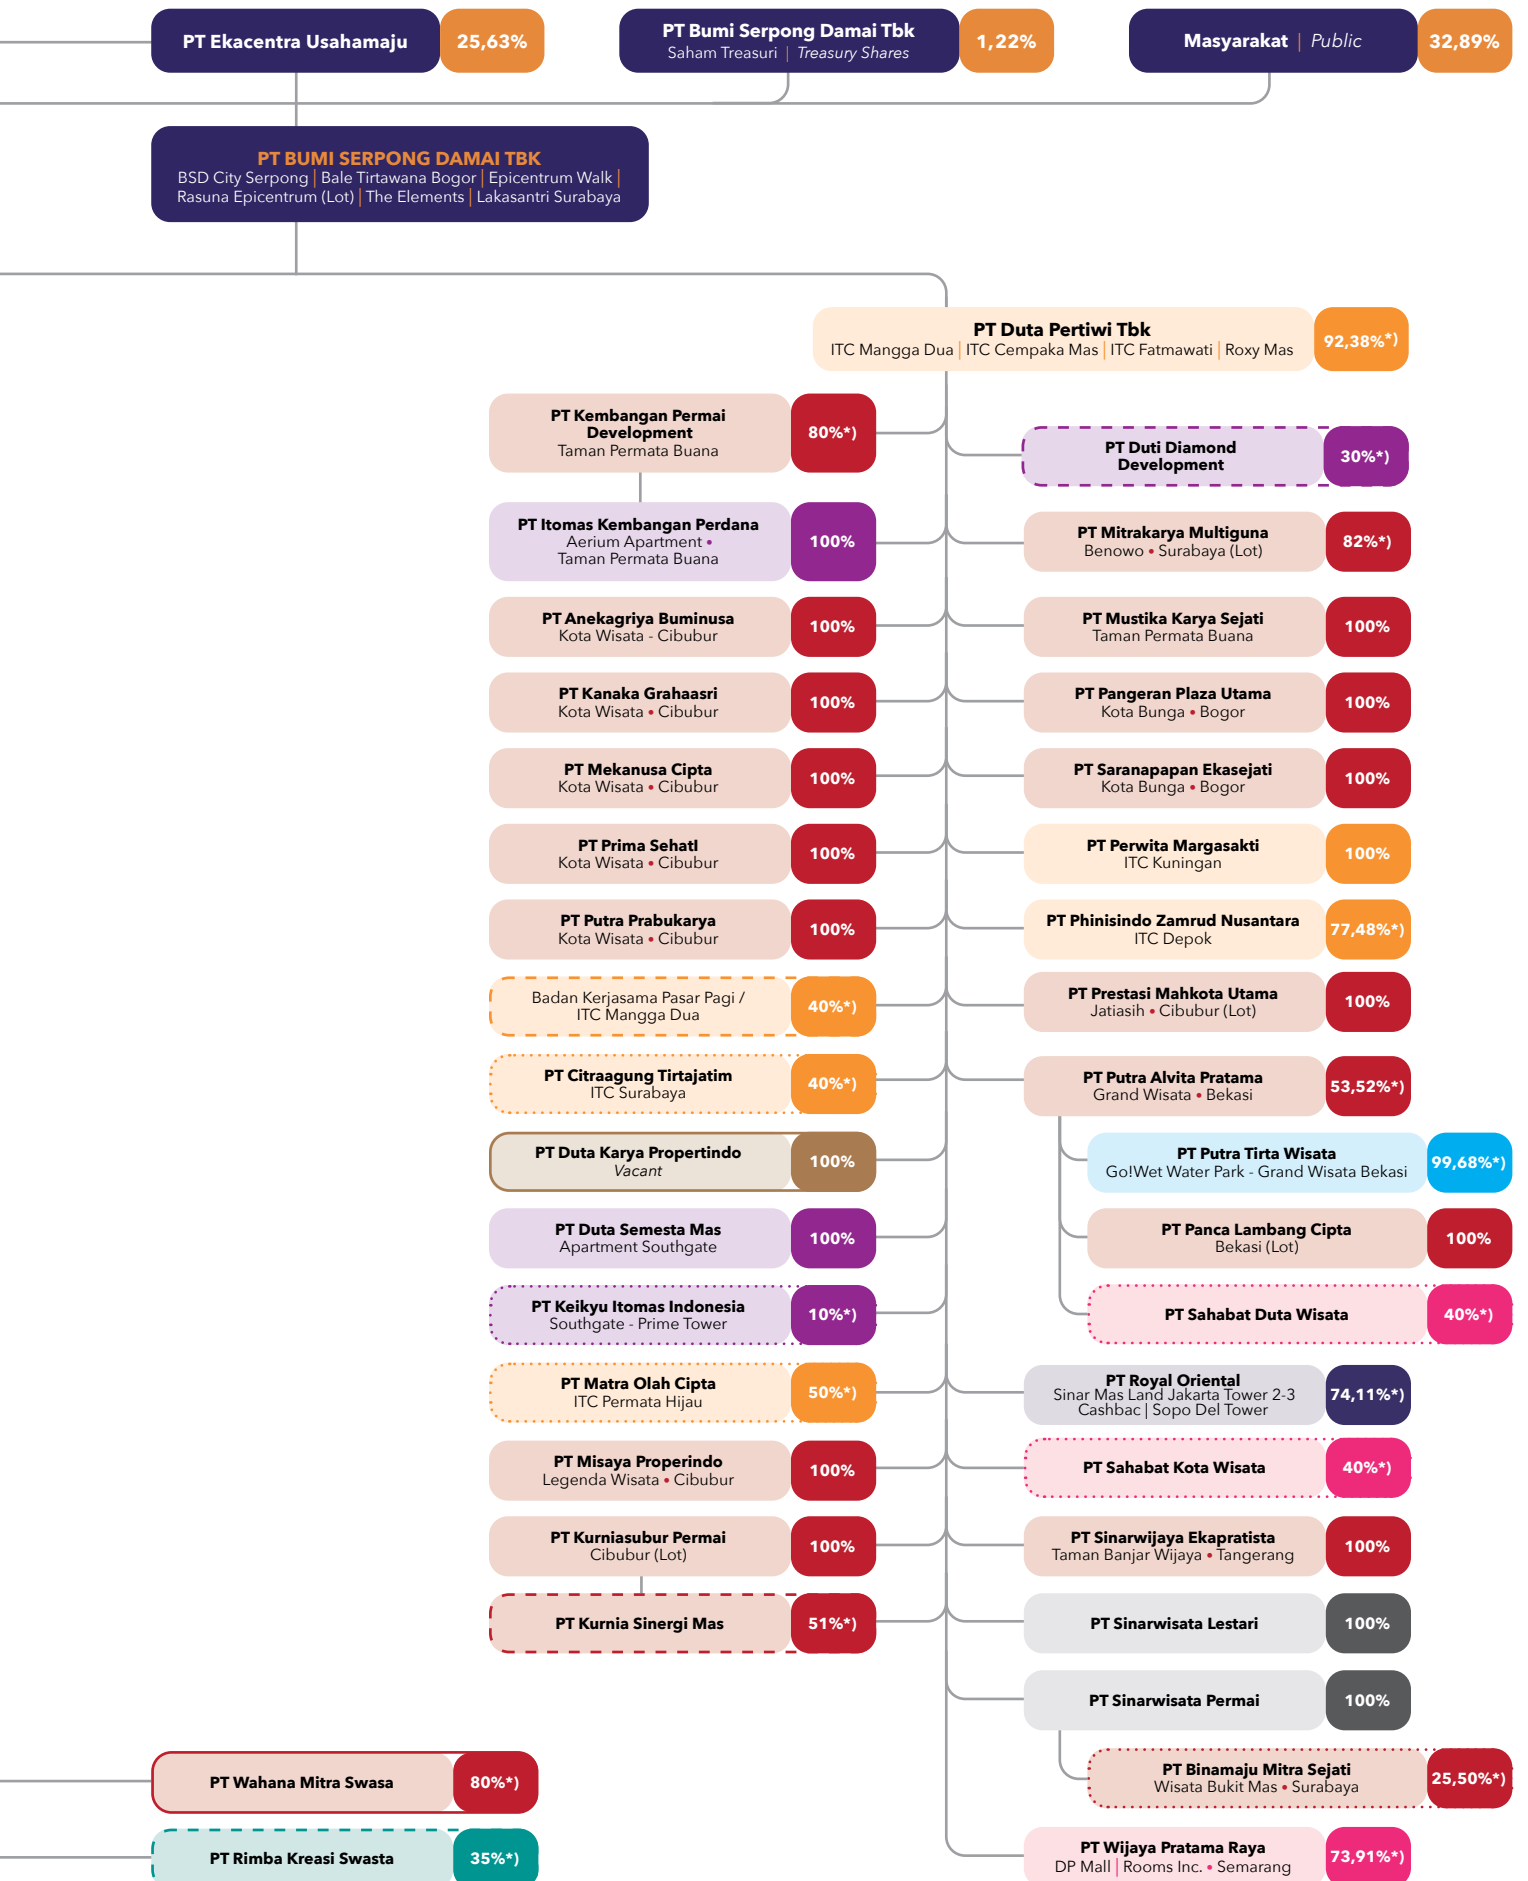 PT Ekacentra Usahamaju 25,63%
PT Bumi Serpong Damai Tbk
Saham Treasuri | Treasury Shares
1,22%
Masyarakat | Public 32,89%
PT BUMI SERPONG DAMAI TBK
BSD City Serpong | Bale Tirtawana Bogor | Epicentrum Walk |
Rasuna Epicentrum (Lot) | The Elements | Lakasantri Surabaya
PT Duta Pertiwi Tbk
ITC Mangga Dua | ITC Cempaka Mas | ITC Fatmawati | Roxy Mas
92,38%*)
PT Kembangan Permai
Development
Taman Permata Buana
80%*)
PT Itomas Kembangan Perdana
Aerium Apartment •
Taman Permata Buana
100%
PT Anekagriya Buminusa
Kota Wisata - Cibubur
100%
PT Kanaka Grahaasri
Kota Wisata • Cibubur
100%
PT Mekanusa Cipta
Kota Wisata • Cibubur
100%
PT Prima SehatI
Kota Wisata • Cibubur
100%
PT Putra Prabukarya
Kota Wisata • Cibubur
100%
Badan Kerjasama Pasar Pagi /
ITC Mangga Dua
40%*)
PT Citraagung Tirtajatim
ITC Surabaya
40%*)
PT Duta Karya Propertindo
Vacant
100%
PT Duta Semesta Mas
Apartment Southgate
100%
PT Keikyu Itomas Indonesia
Southgate - Prime Tower
10%*)
PT Matra Olah Cipta
ITC Permata Hijau
50%*)
PT Misaya Properindo
Legenda Wisata • Cibubur
100%
PT Kurniasubur Permai
Cibubur (Lot)
100%
PT Kurnia Sinergi Mas
51%*)
PT Duti Diamond
Development
30%*)
PT Mitrakarya Multiguna
Benowo • Surabaya (Lot)
82%*)
PT Mustika Karya Sejati
Taman Permata Buana
100%
PT Pangeran Plaza Utama
Kota Bunga • Bogor
100%
PT Saranapapan Ekasejati
Kota Bunga • Bogor
100%
PT Perwita Margasakti
ITC Kuningan
100%
PT Phinisindo Zamrud Nusantara
ITC Depok
77,48%*)
PT Prestasi Mahkota Utama
Jatiasih • Cibubur (Lot)
100%
PT Putra Alvita Pratama
Grand Wisata • Bekasi
53,52%*)
PT Putra Tirta Wisata
Go!Wet Water Park - Grand Wisata Bekasi
99,68%*)
PT Panca Lambang Cipta
Bekasi (Lot)
100%
PT Sahabat Duta Wisata
40%*)
PT Royal Oriental
Sinar Mas Land Jakarta Tower 2-3
Cashbac | Sopo Del Tower
74,11%*)
PT Sahabat Kota Wisata
40%*)
PT Sinarwijaya Ekapratista
Taman Banjar Wijaya • Tangerang
100%
PT Sinarwisata Lestari
100%
PT Sinarwisata Permai
100%
PT Binamaju Mitra Sejati
Wisata Bukit Mas • Surabaya
25,50%*)
PT Wijaya Pratama Raya
DP Mall | Rooms Inc. • Semarang
73,91%*)
PT Wahana Mitra Swasa
80%*)
PT Rimba Kreasi Swasta
35%*)